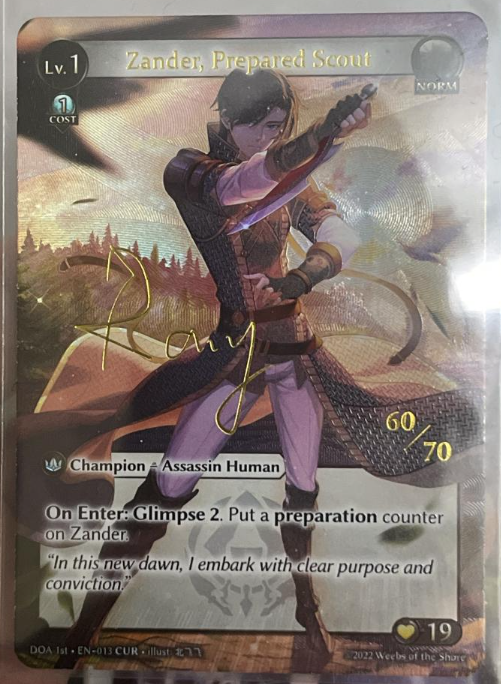 Lv. 1
Zander, Prepared Scout
NORM
1
COST
Rony
60/70
Champion – Assassin Human
On Enter: Glimpse 2. Put a preparation counter
on Zander.
"In this new dawn, I embark with clear purpose and
conviction."
19
DOA 1st • EN-013 CUR • illust.
2022 Weebs of the Shore